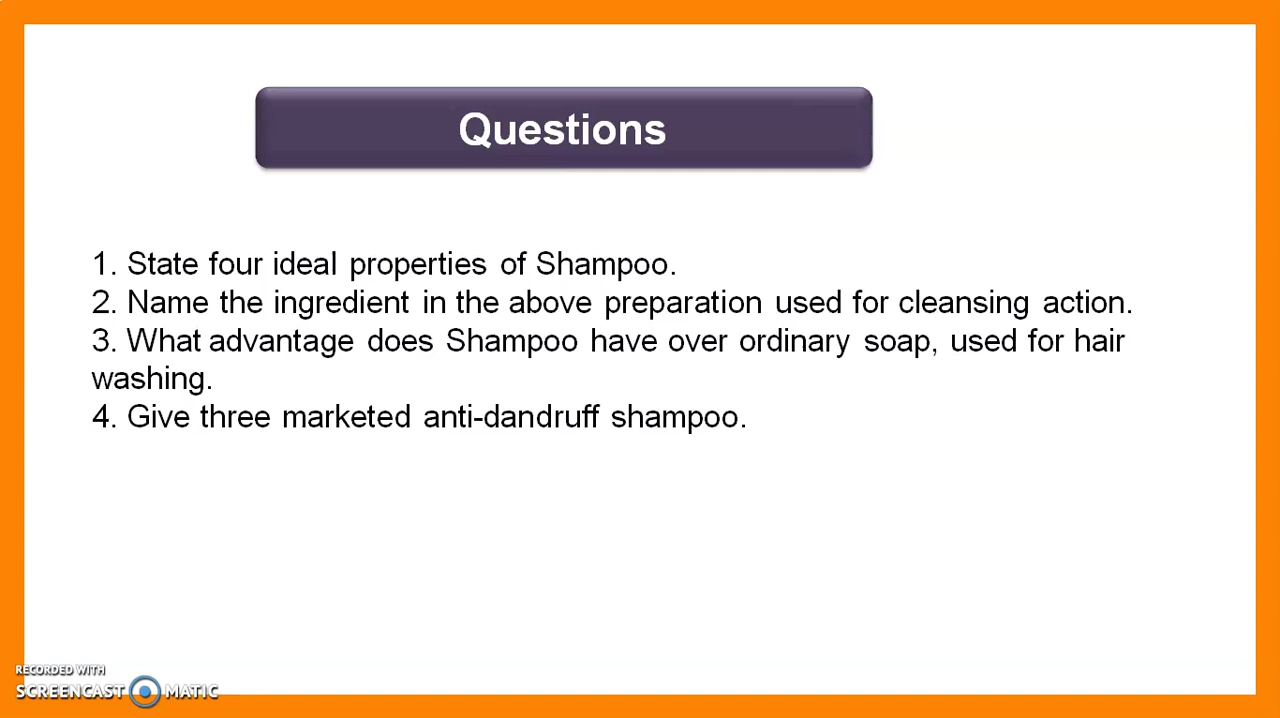 Questions
1. State four ideal properties of Shampoo.
2. Name the ingredient in the above preparation used for cleansing action.
3. What advantage does Shampoo have over ordinary soap, used for hair
washing.
4. Give three marketed anti-dandruff shampoo.
RECORDED WITH
SCREENCAST MATIC